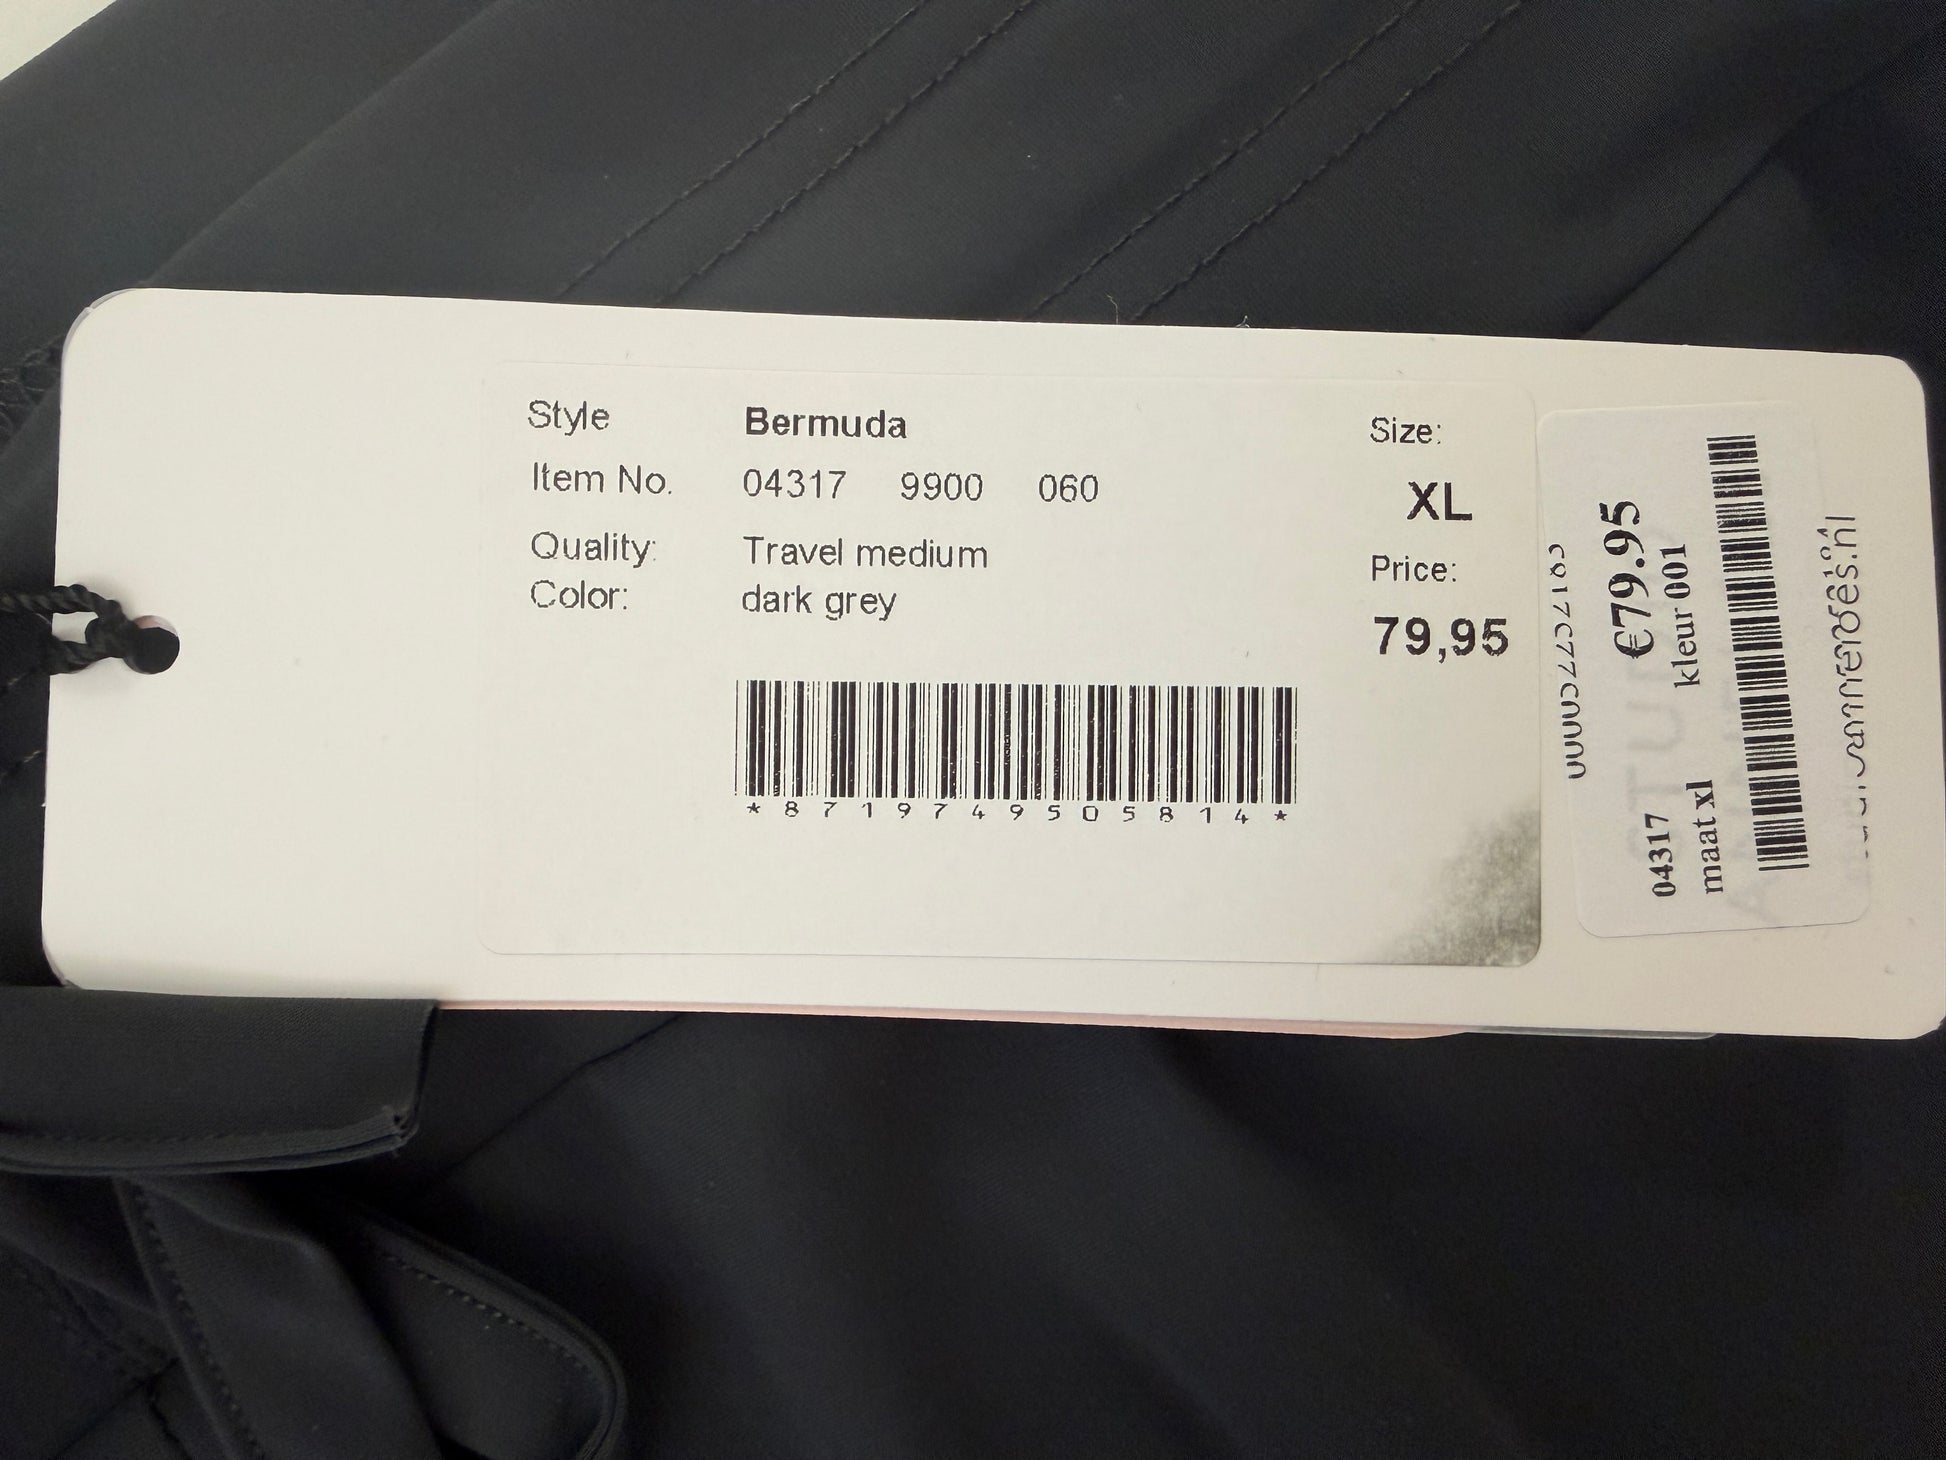 Style Bermuda
Item No. 04317 9900 060
Quality: Travel medium
Color: dark grey
Size:
XL
Price:
79,95
*8719749505814*
€79.95
04317 kleur 001
maat xl